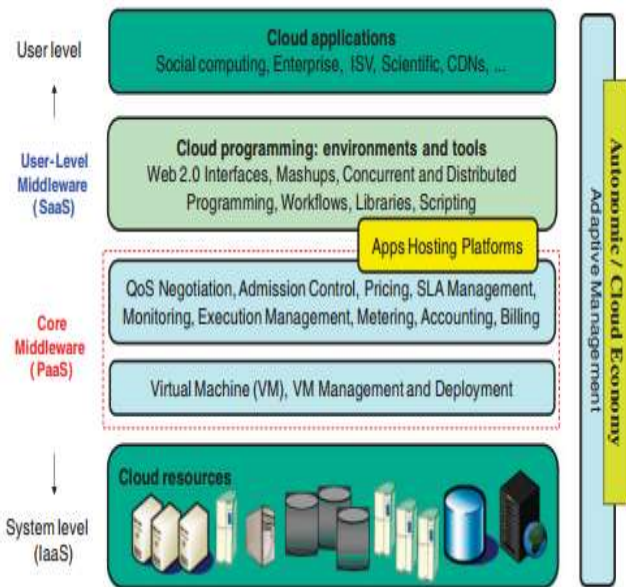 User level
Cloud applications
Social computing, Enterprise, ISV, Scientific, CDNs, ...
User-Level
Middleware
(SaaS)
Cloud programming: environments and tools
Web 2.0 Interfaces, Mashups, Concurrent and Distributed
Programming, Workflows, Libraries, Scripting
Apps Hosting Platforms
Core
Middleware
(PaaS)
QoS Negotiation, Admission Control, Pricing, SLA Management,
Monitoring, Execution Management, Metering, Accounting, Billing
Virtual Machine (VM), VM Management and Deployment
System level
(IaaS)
Cloud resources
Adaptive Management
Autonomic / Cloud Economy